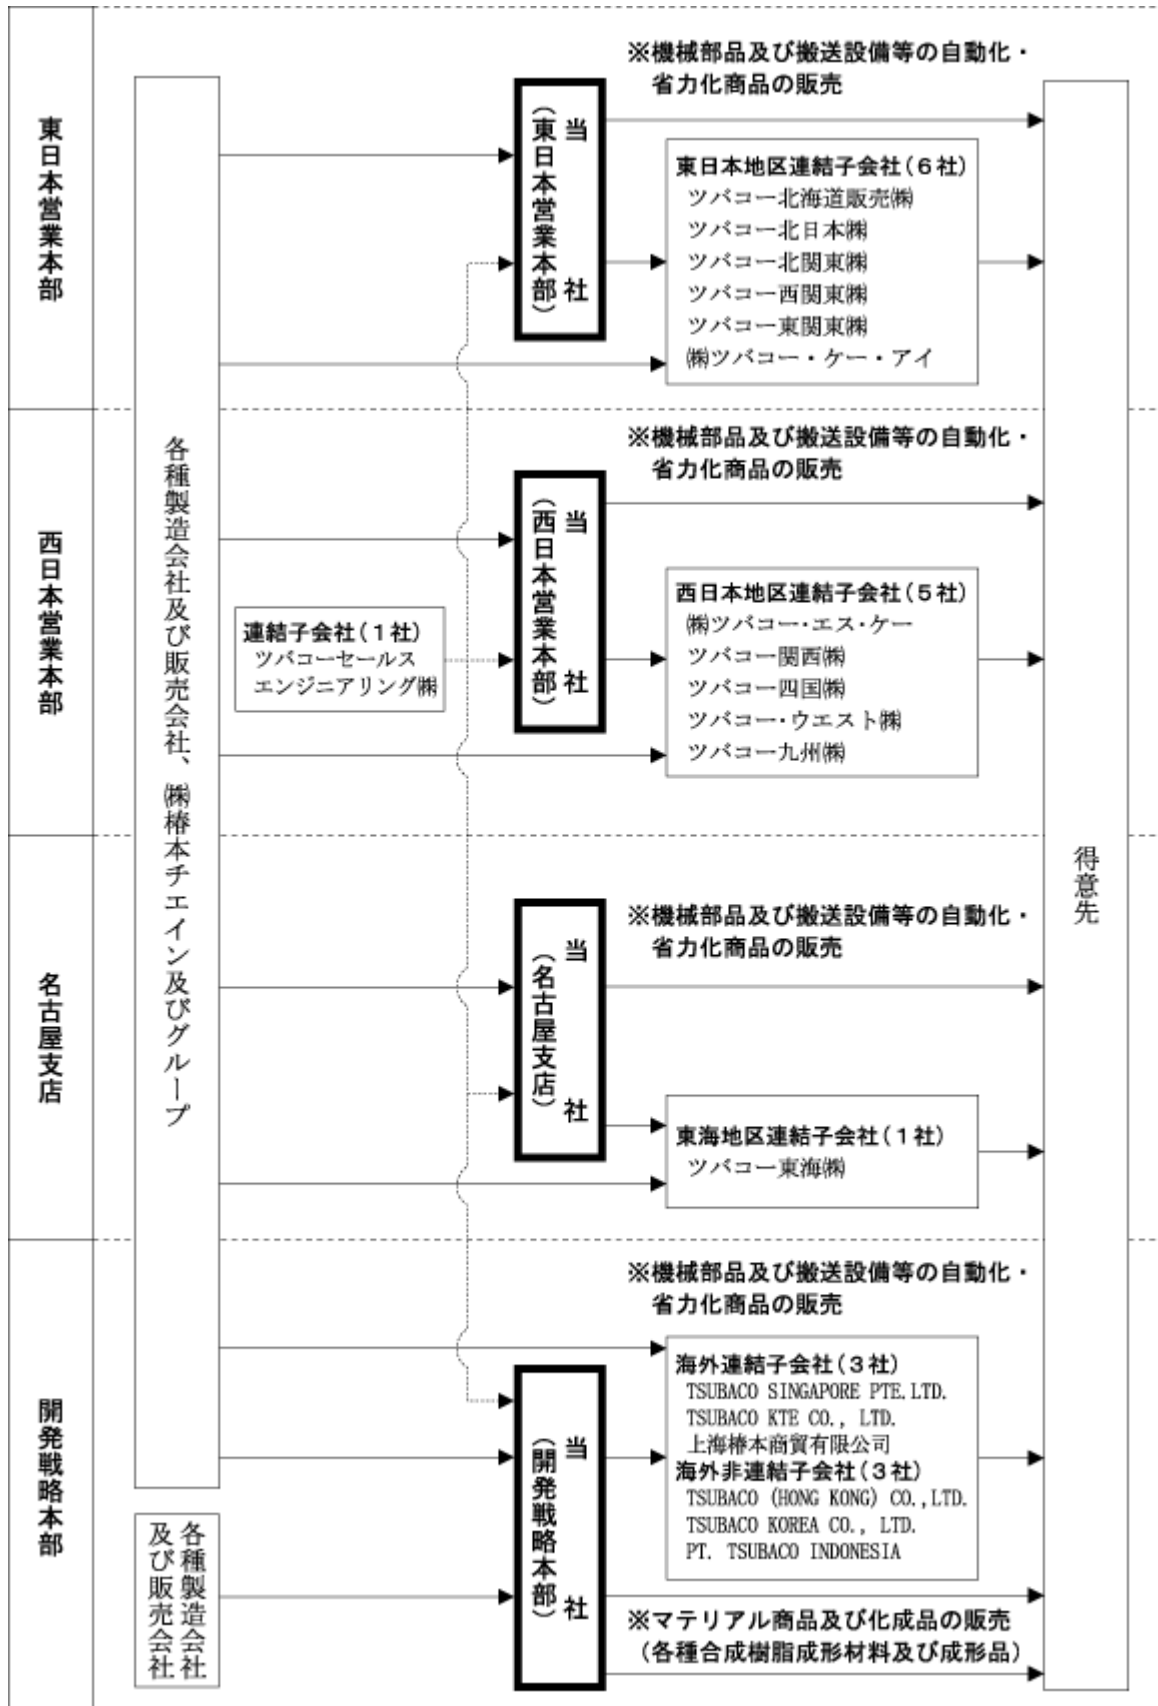 東日本営業本部
※機械部品及び搬送設備等の自動化・
省力化商品の販売
当社
(東日本営業本部)
東日本地区連結子会社(6社)
ツバコー北海道販売㈱
ツバコー北日本㈱
ツバコー北関東㈱
ツバコー西関東㈱
ツバコー東関東㈱
㈱ツバコー・ケー・アイ
各種製造会社及び販売会社、㈱椿本チエイン及びグループ
得意先
西日本営業本部
※機械部品及び搬送設備等の自動化・
省力化商品の販売
連結子会社(1社)
ツバコーセールス
エンジニアリング㈱
当社
(西日本営業本部)
西日本地区連結子会社(5社)
㈱ツバコー・エス・ケー
ツバコー関西㈱
ツバコー四国㈱
ツバコー・ウエスト㈱
ツバコー九州㈱
名古屋支店
※機械部品及び搬送設備等の自動化・
省力化商品の販売
当社
(名古屋支店)
東海地区連結子会社(1社)
ツバコー東海㈱
開発戦略本部
※機械部品及び搬送設備等の自動化・
省力化商品の販売
当社
(開発戦略本部)
海外連結子会社(3社)
TSUBACO SINGAPORE PTE.LTD.
TSUBACO KTE CO., LTD.
上海椿本商貿有限公司
海外非連結子会社(3社)
TSUBACO (HONG KONG) CO.,LTD.
TSUBACO KOREA CO., LTD.
PT. TSUBACO INDONESIA
各種製造会社
及び販売会社
※マテリアル商品及び化成品の販売
(各種合成樹脂成形材料及び成形品)